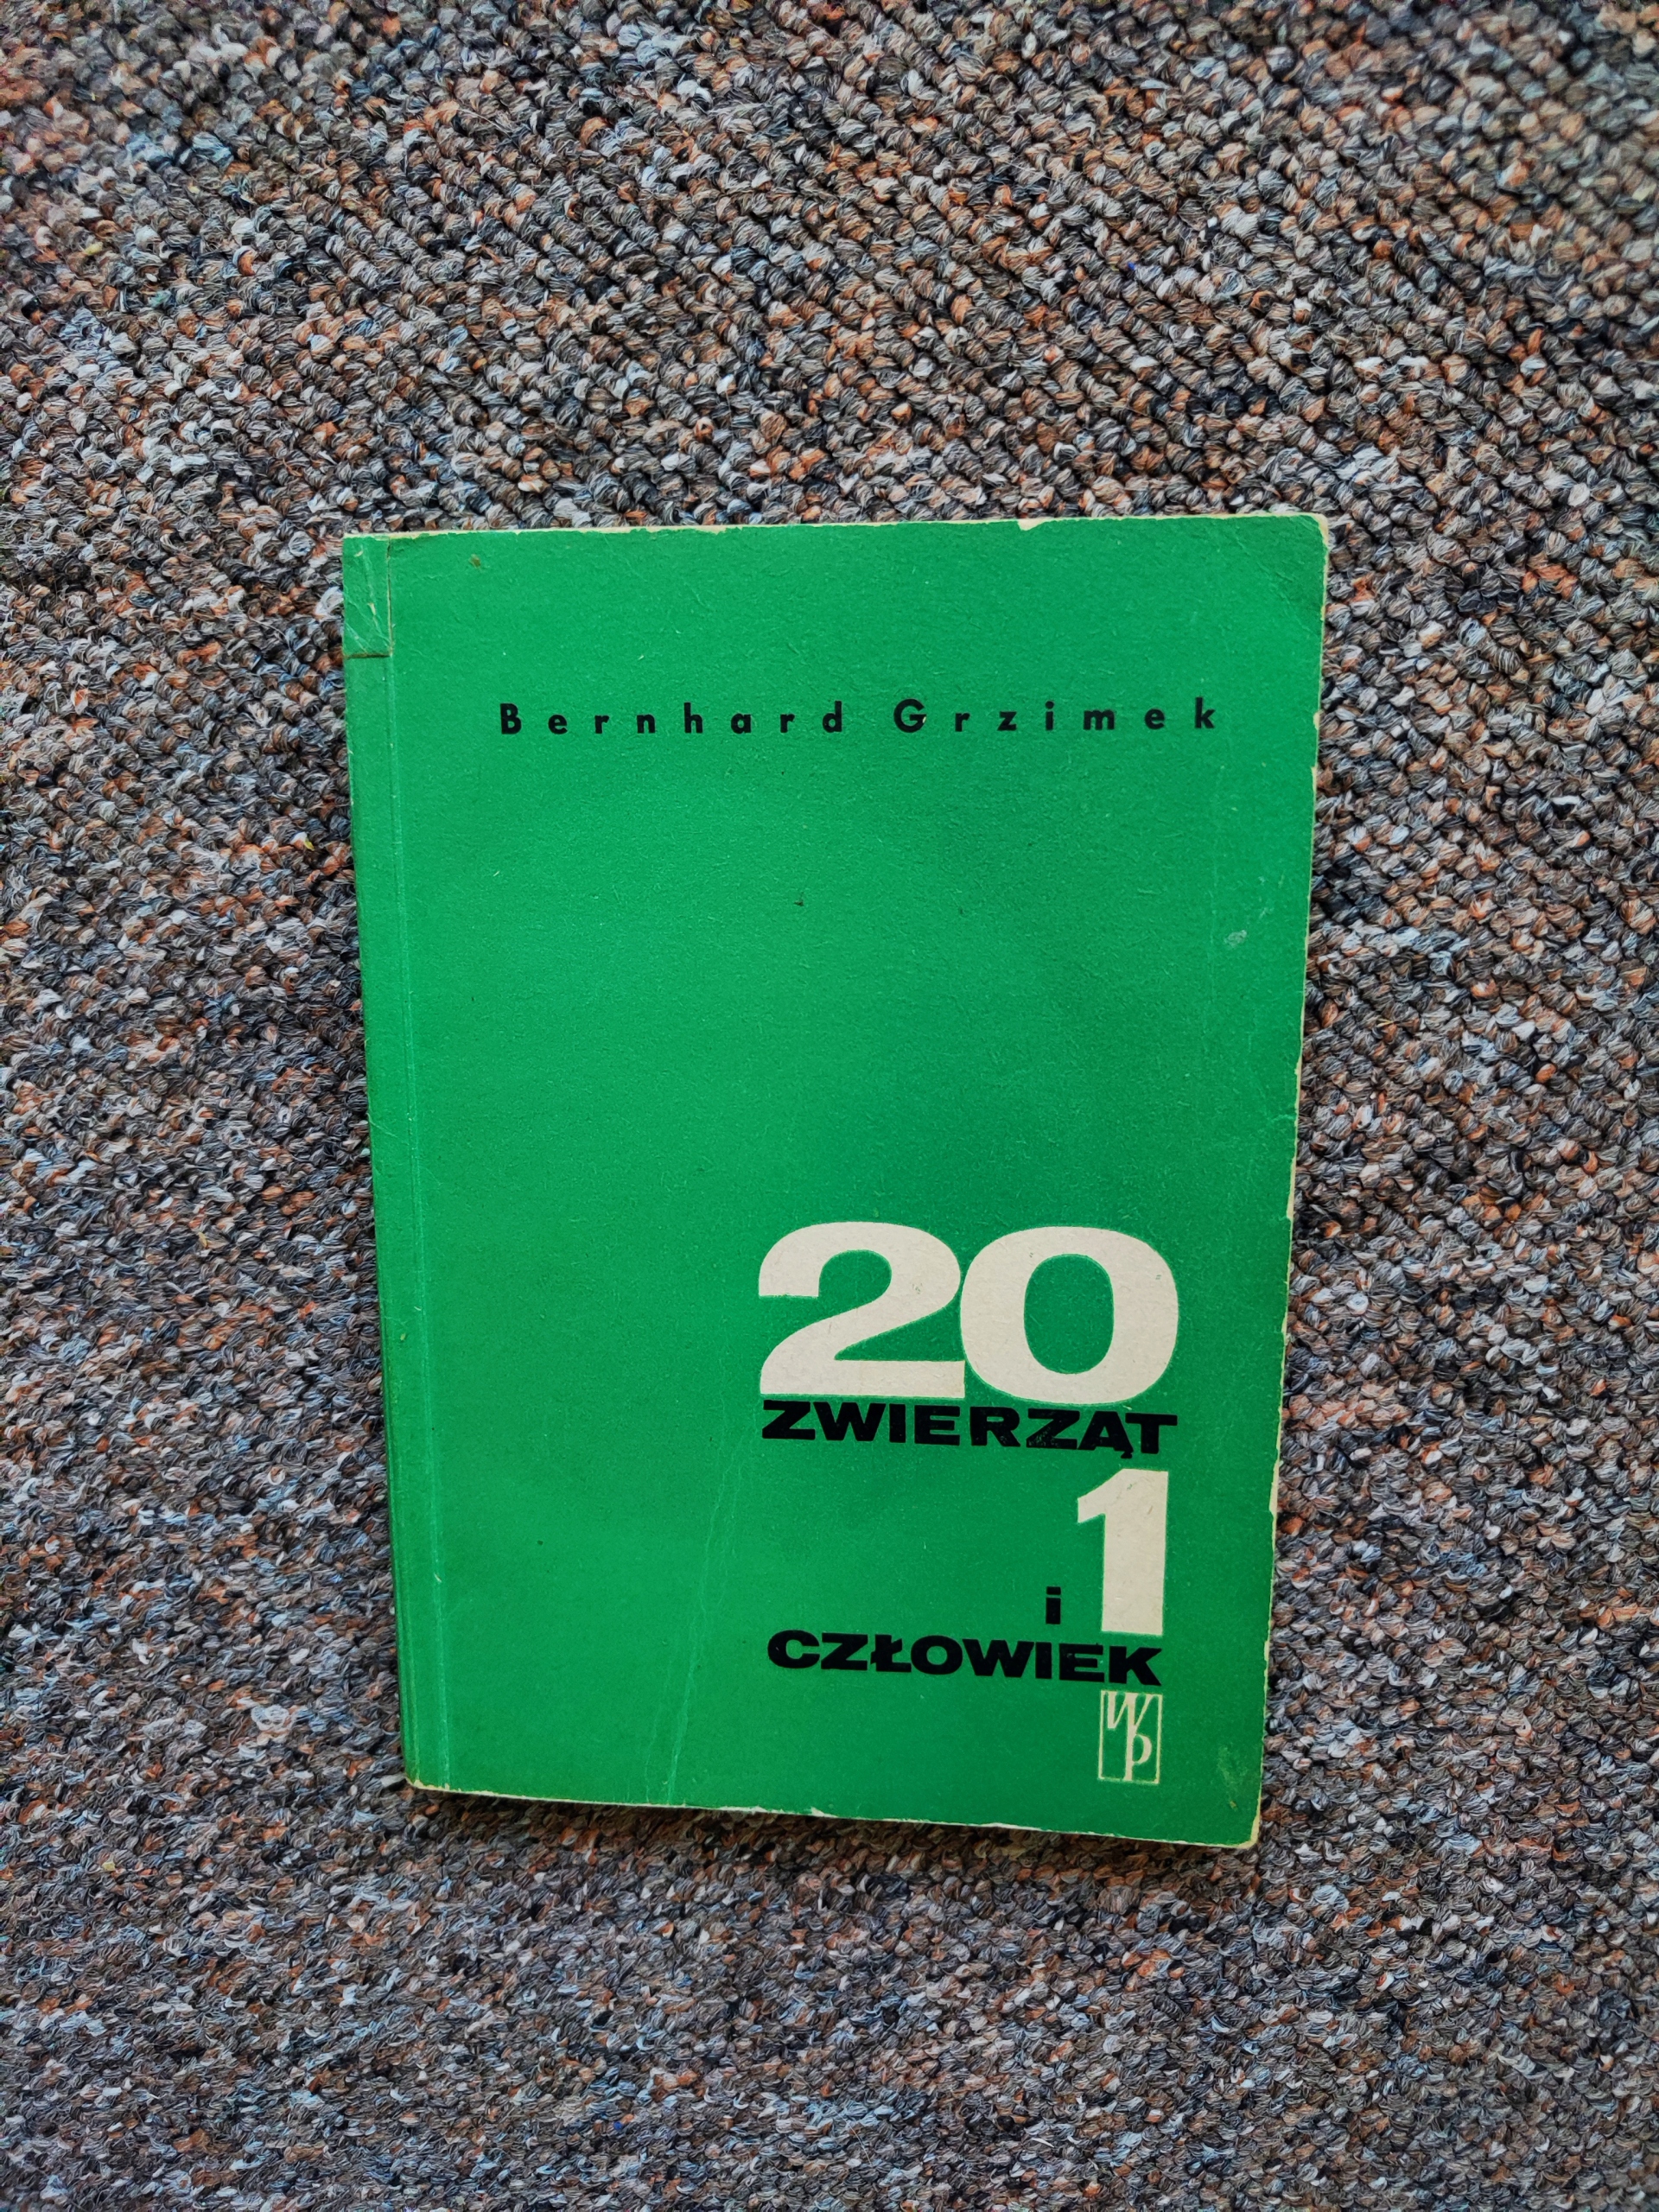 Bernhard Grzimek
20
ZWIERZĄT
i 1
CZŁOWIEK
WP